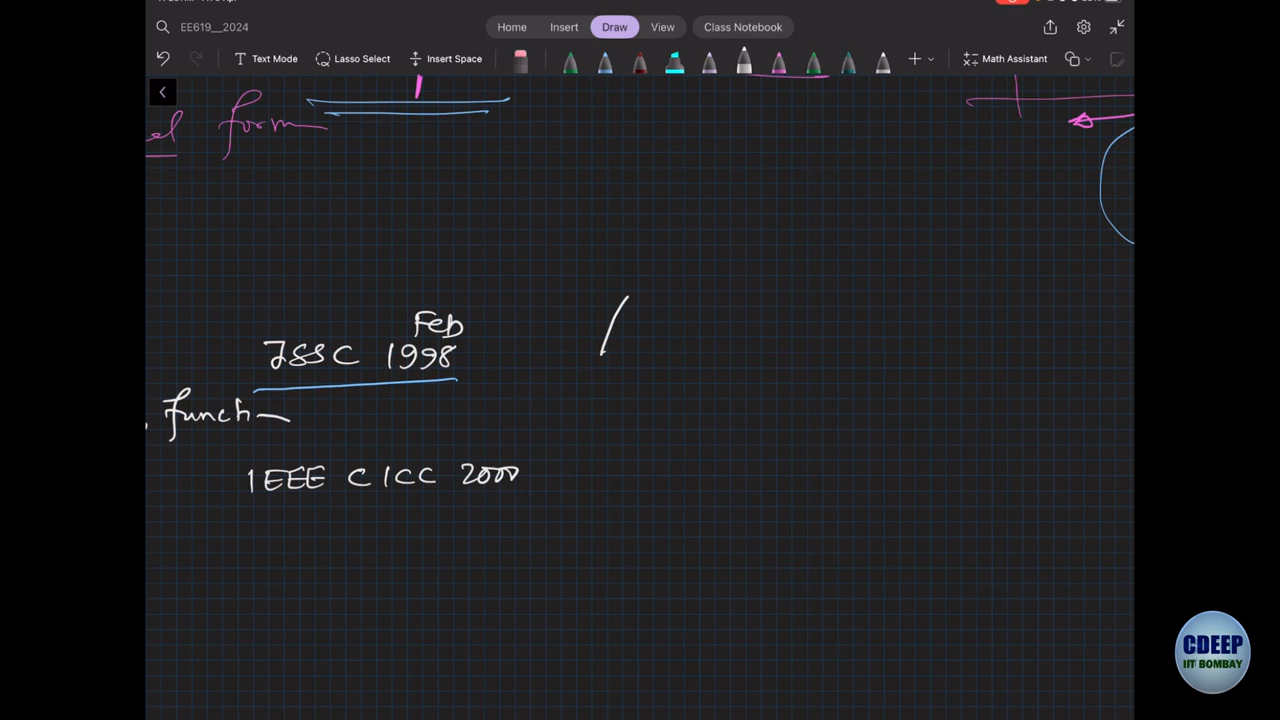 EE619__2024
Home Insert Draw View Class Notebook
Text Mode Lasso Select Insert Space Math Assistant
form
Feb
JSSC 1998
IEEE CICC 2000
CDEEP
IIT BOMBAY